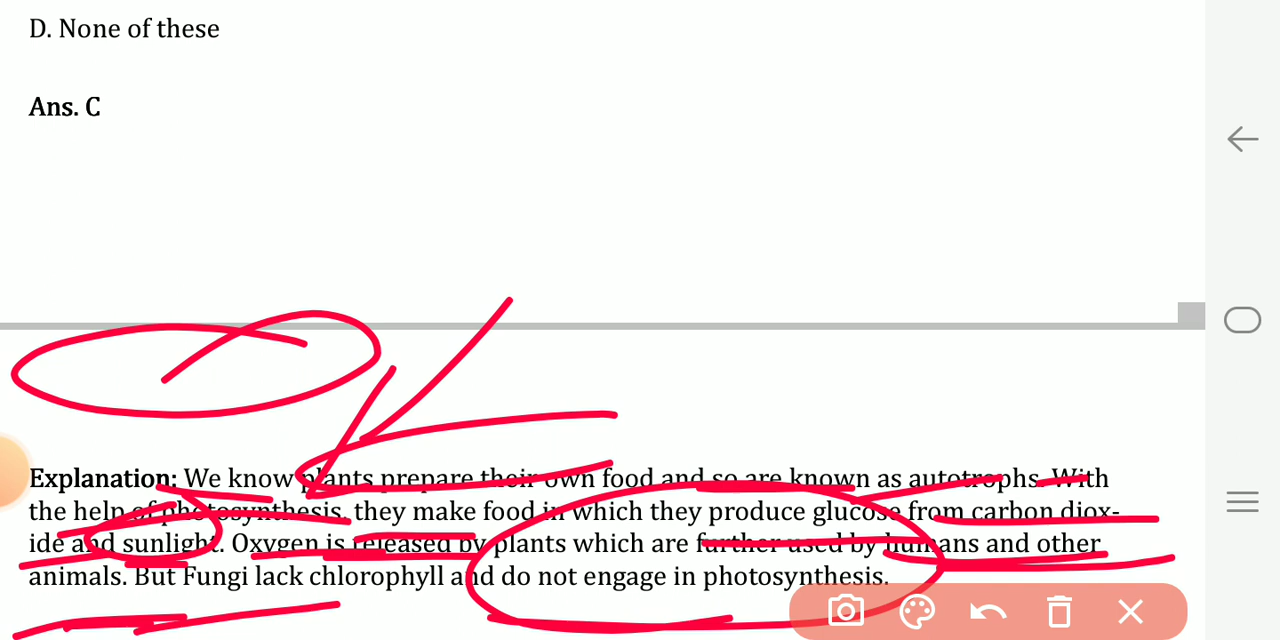 D. None of these
Ans. C
Explanation: We know plants prepare their own food and so are known as autotrophs. With
the help of photosynthesis, they make food in which they produce glucose from carbon diox-
ide and sunlight. Oxygen is released by plants which are further used by humans and other
animals. But Fungi lack chlorophyll and do not engage in photosynthesis.